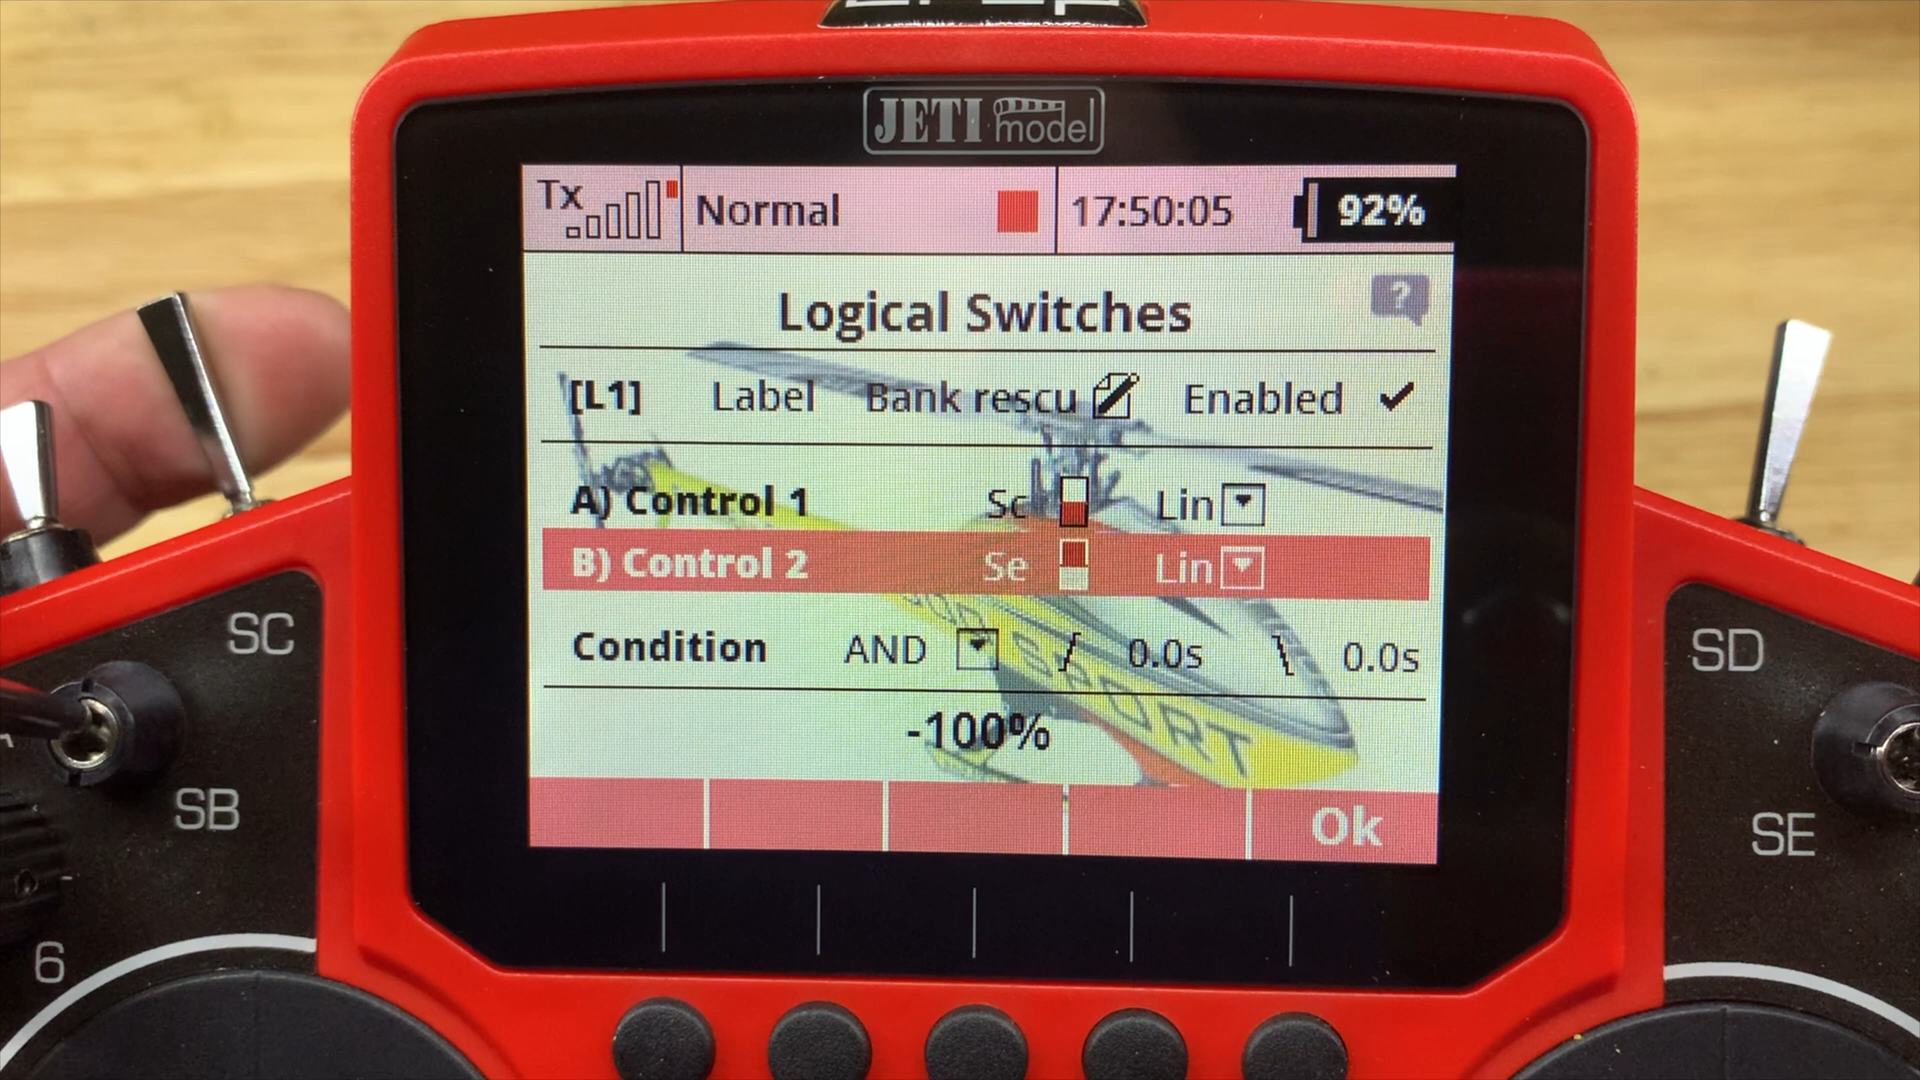 JETI model
Tx Normal 17:50:05 92%
Logical Switches ?
[L1] Label Bank rescu Enabled ✓
A) Control 1 Sc Lin
B) Control 2 Se Lin
Condition AND 0.0s 0.0s
SPORT
-100%
Ok
SC
SB
6
SD
SE